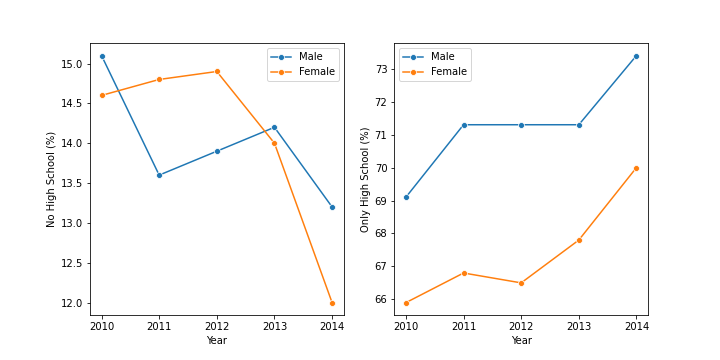 No High School (%)
15.0
14.5
14.0
13.5
13.0
12.5
12.0
2010 2011 2012 2013 2014
Year
Male
Female
Only High School (%)
73
72
71
70
69
68
67
66
2010 2011 2012 2013 2014
Year
Male
Female